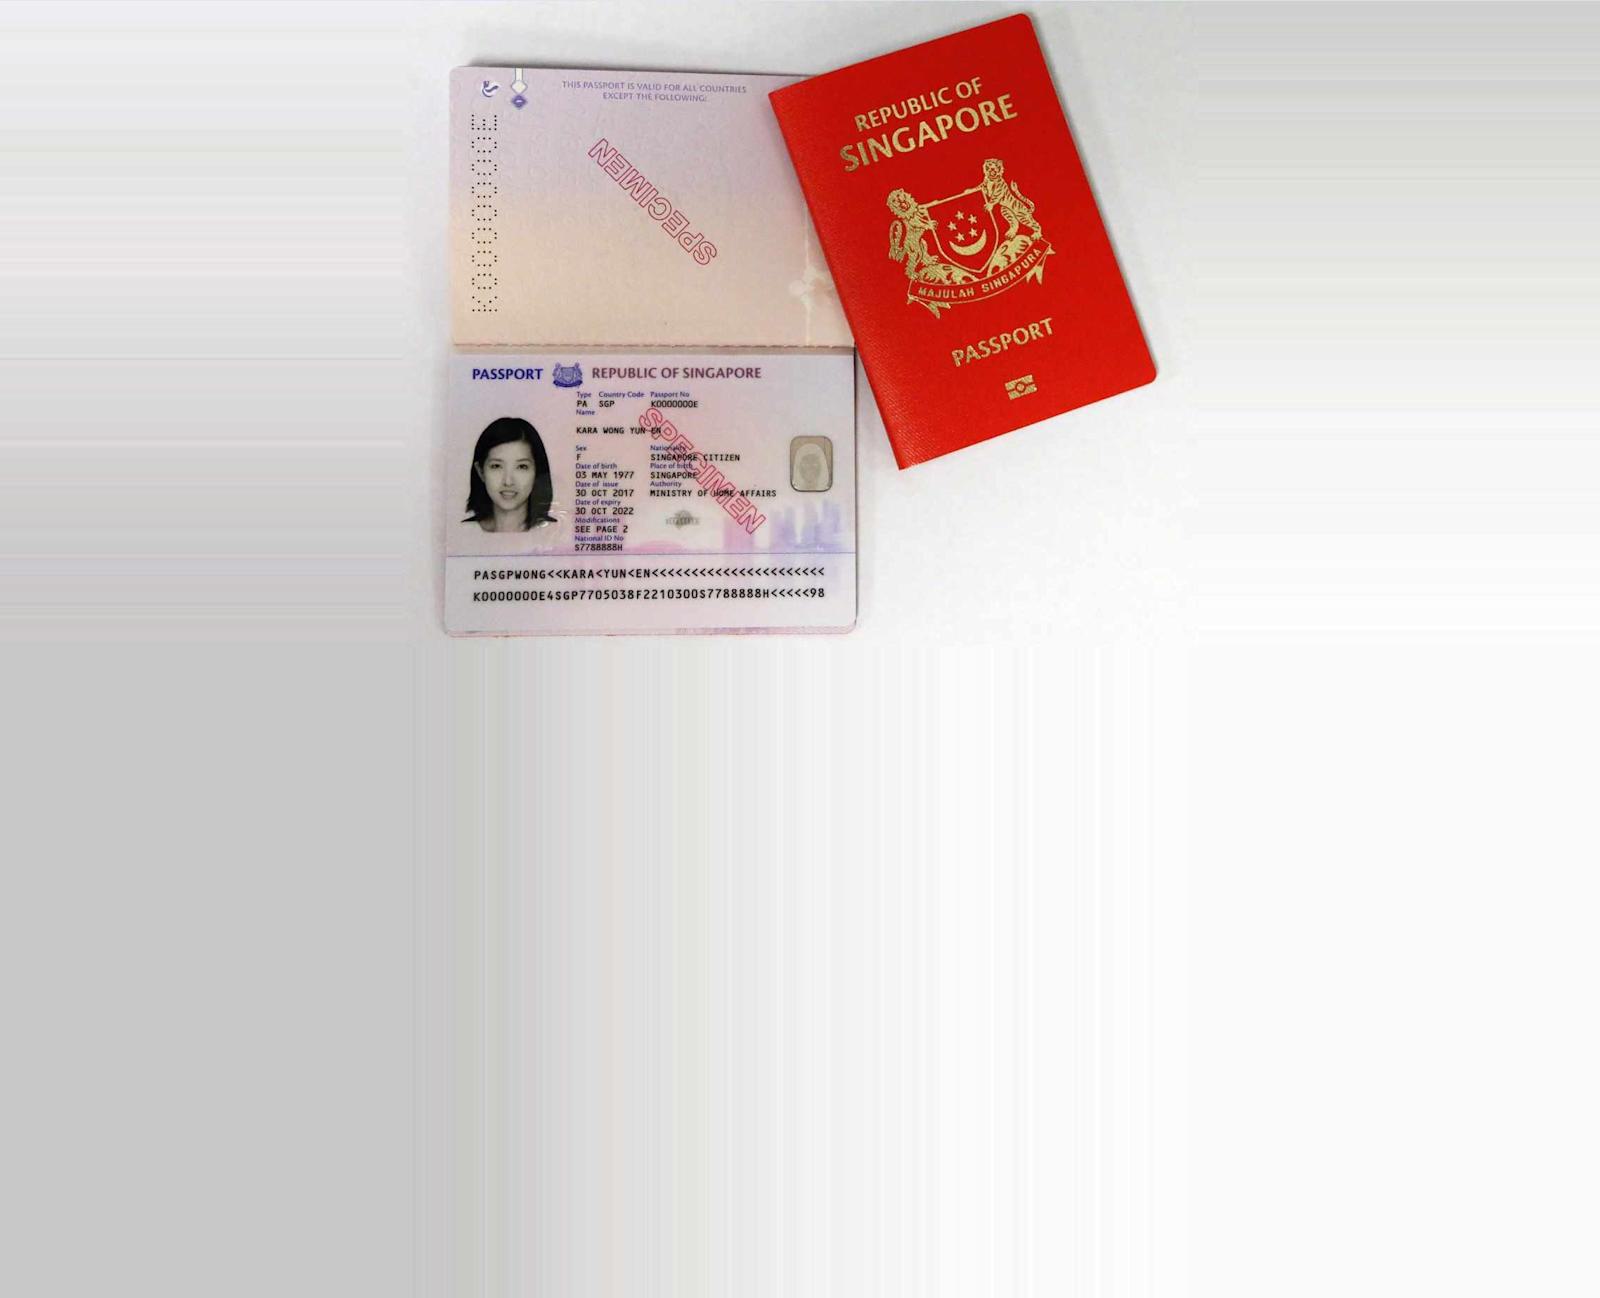 THIS PASSPORT IS VALID FOR ALL COUNTRIES
EXCEPT THE FOLLOWING:
K0000000E
SPECIMEN
REPUBLIC OF
SINGAPORE
MAJULAH SINGAPURA
PASSPORT
PASSPORT REPUBLIC OF SINGAPORE
Type Country Code Passport No
PA SGP K0000000E
Name
KARA WONG YUN EN
Sex Nationality
F SINGAPORE CITIZEN
Date of birth Place of birth
03 MAY 1977 SINGAPORE
Date of issue Authority
30 OCT 2017 MINISTRY OF HOME AFFAIRS
Date of expiry
30 OCT 2022
Modifications
SEE PAGE 2
National ID No
S7788888H
SPECIMEN
PASGPWONG<<KARA<YUN<EN<<<<<<<<<<<<<<<<<<<<<<
K0000000E4SGP7705038F2210300S7788888H<<<<<98